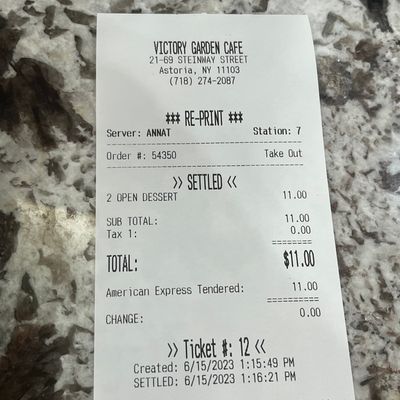 VICTORY GARDEN CAFE
21-69 STEINWAY STREET
Astoria, NY 11103
(718) 274-2087
### RE-PRINT ###
Server: ANNAT Station: 7
Order #: 54350 Take Out
>> SETTLED <<
2 OPEN DESSERT 11.00
SUB TOTAL: 11.00
Tax 1: 0.00
========
TOTAL: $11.00
American Express Tendered: 11.00
==========
CHANGE: 0.00
>> Ticket #: 12 <<
Created: 6/15/2023 1:15:49 PM
SETTLED: 6/15/2023 1:16:21 PM